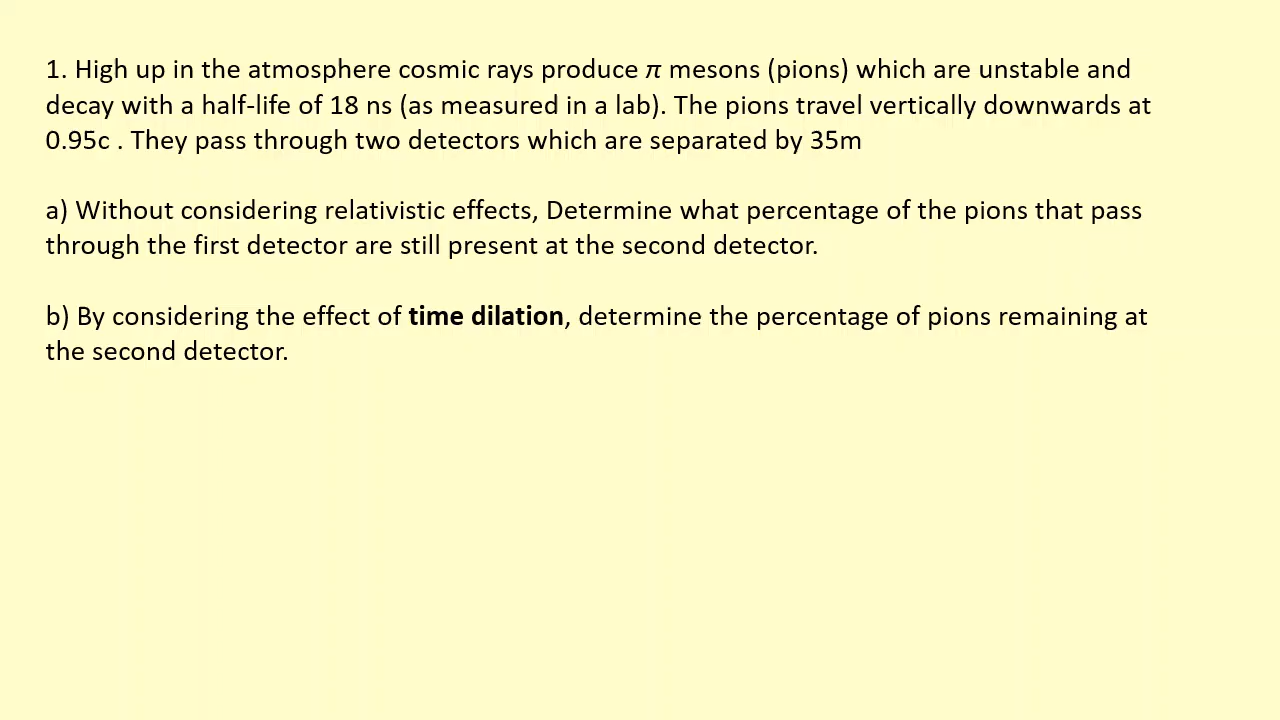 1. High up in the atmosphere cosmic rays produce π mesons (pions) which are unstable and
decay with a half-life of 18 ns (as measured in a lab). The pions travel vertically downwards at
0.95c . They pass through two detectors which are separated by 35m
a) Without considering relativistic effects, Determine what percentage of the pions that pass
through the first detector are still present at the second detector.
b) By considering the effect of time dilation, determine the percentage of pions remaining at
the second detector.